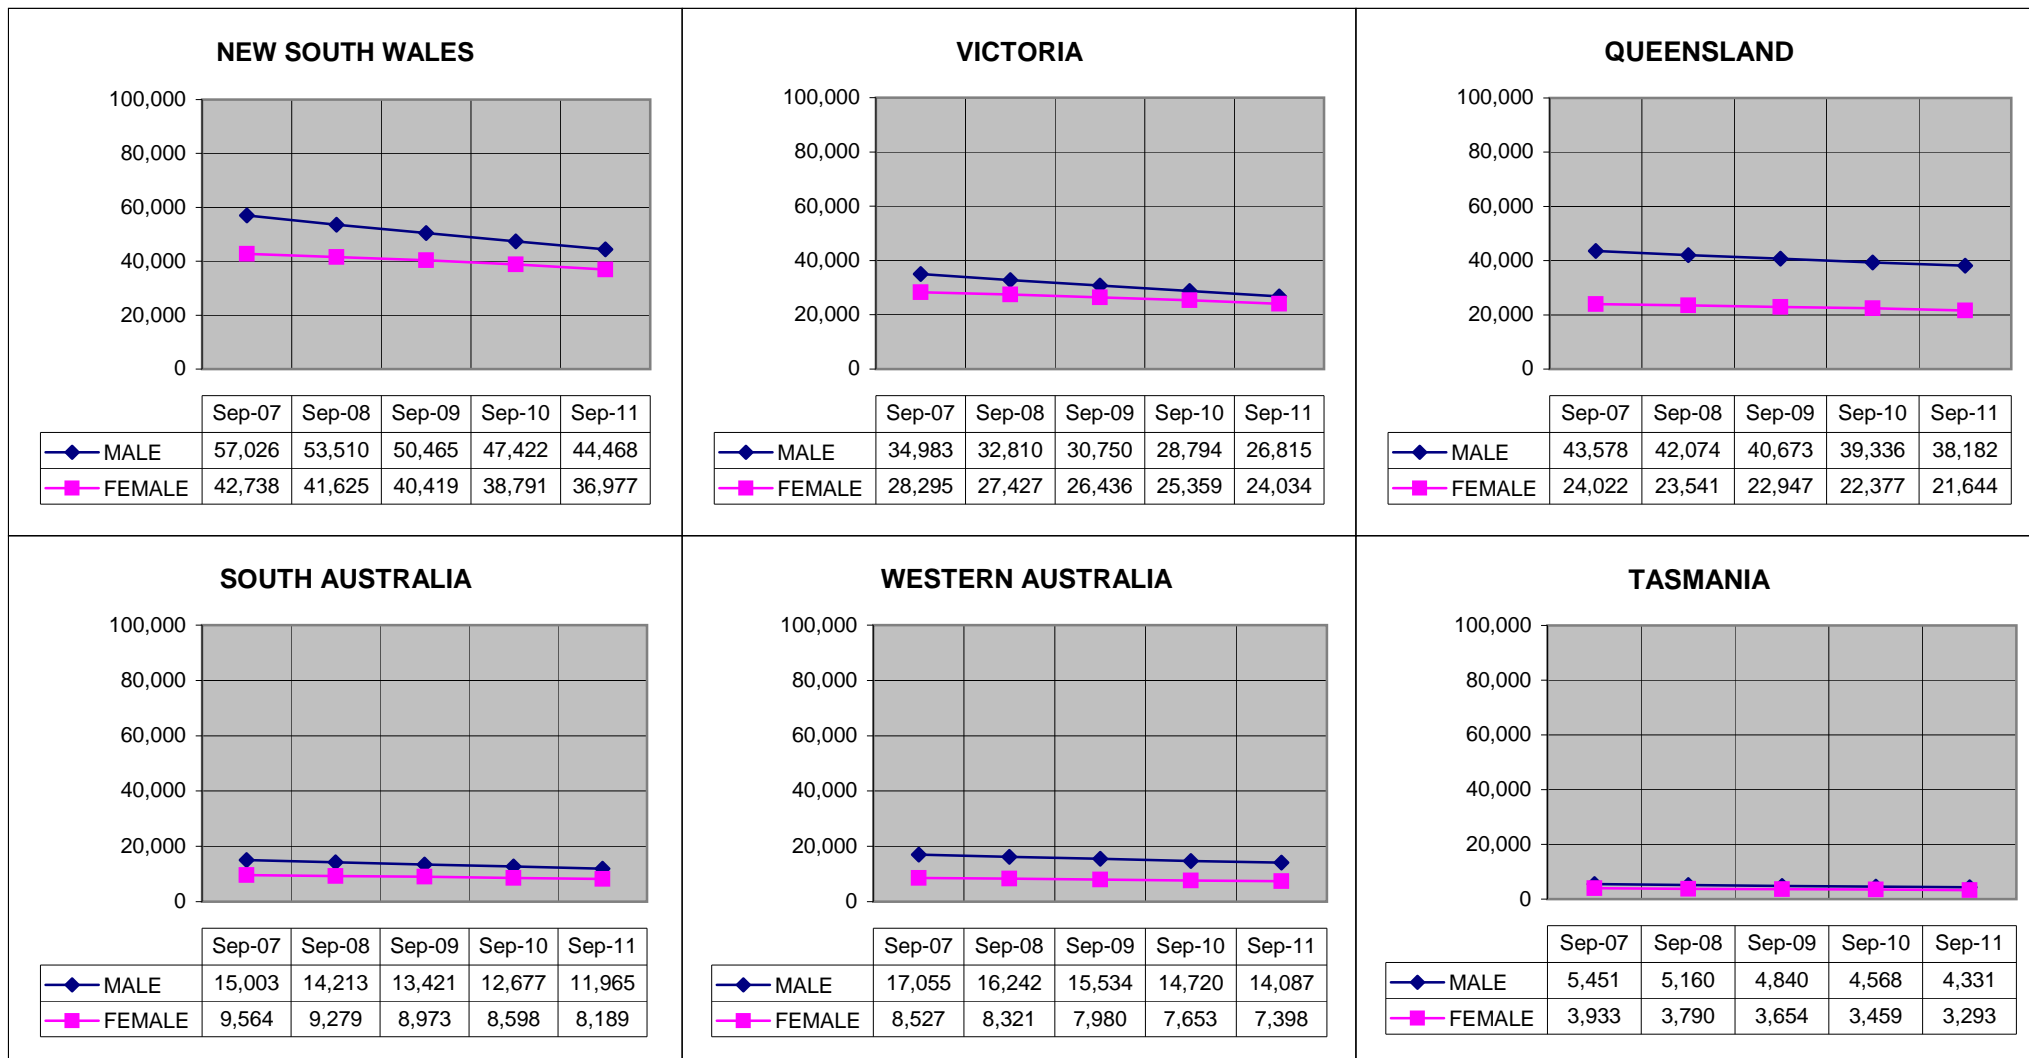 NEW SOUTH WALES
100,000
80,000
60,000
40,000
20,000
0
Sep-07 Sep-08 Sep-09 Sep-10 Sep-11
MALE 57,026 53,510 50,465 47,422 44,468
FEMALE 42,738 41,625 40,419 38,791 36,977
VICTORIA
100,000
80,000
60,000
40,000
20,000
0
Sep-07 Sep-08 Sep-09 Sep-10 Sep-11
MALE 34,983 32,810 30,750 28,794 26,815
FEMALE 28,295 27,427 26,436 25,359 24,034
QUEENSLAND
100,000
80,000
60,000
40,000
20,000
0
Sep-07 Sep-08 Sep-09 Sep-10 Sep-11
MALE 43,578 42,074 40,673 39,336 38,182
FEMALE 24,022 23,541 22,947 22,377 21,644
SOUTH AUSTRALIA
100,000
80,000
60,000
40,000
20,000
0
Sep-07 Sep-08 Sep-09 Sep-10 Sep-11
MALE 15,003 14,213 13,421 12,677 11,965
FEMALE 9,564 9,279 8,973 8,598 8,189
WESTERN AUSTRALIA
100,000
80,000
60,000
40,000
20,000
0
Sep-07 Sep-08 Sep-09 Sep-10 Sep-11
MALE 17,055 16,242 15,534 14,720 14,087
FEMALE 8,527 8,321 7,980 7,653 7,398
TASMANIA
100,000
80,000
60,000
40,000
20,000
0
Sep-07 Sep-08 Sep-09 Sep-10 Sep-11
MALE 5,451 5,160 4,840 4,568 4,331
FEMALE 3,933 3,790 3,654 3,459 3,293